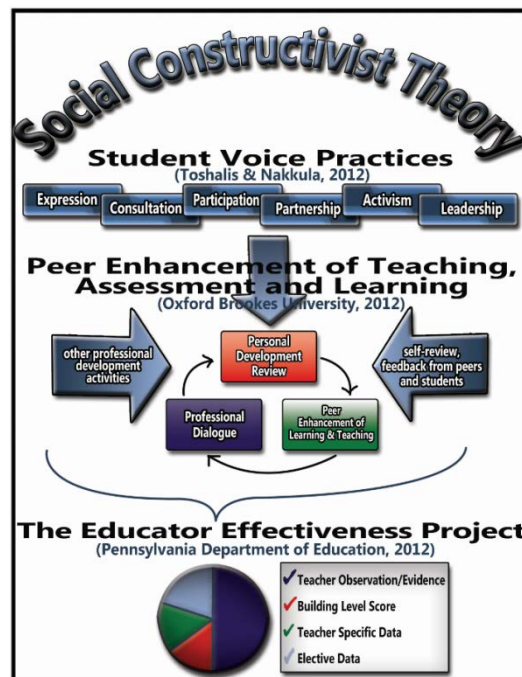 Social Constructivist Theory
Student Voice Practices
(Toshalis & Nakkula, 2012)
Expression
Consultation
Participation
Partnership
Activism
Leadership
Peer Enhancement of Teaching,
Assessment and Learning
(Oxford Brookes University, 2012)
other professional
development
activities
Personal
Development
Review
self-review,
feedback from peers
and students
Professional
Dialogue
Peer
Enhancement of
Learning & Teaching
The Educator Effectiveness Project
(Pennsylvania Department of Education, 2012)
Teacher Observation/Evidence
Building Level Score
Teacher Specific Data
Elective Data